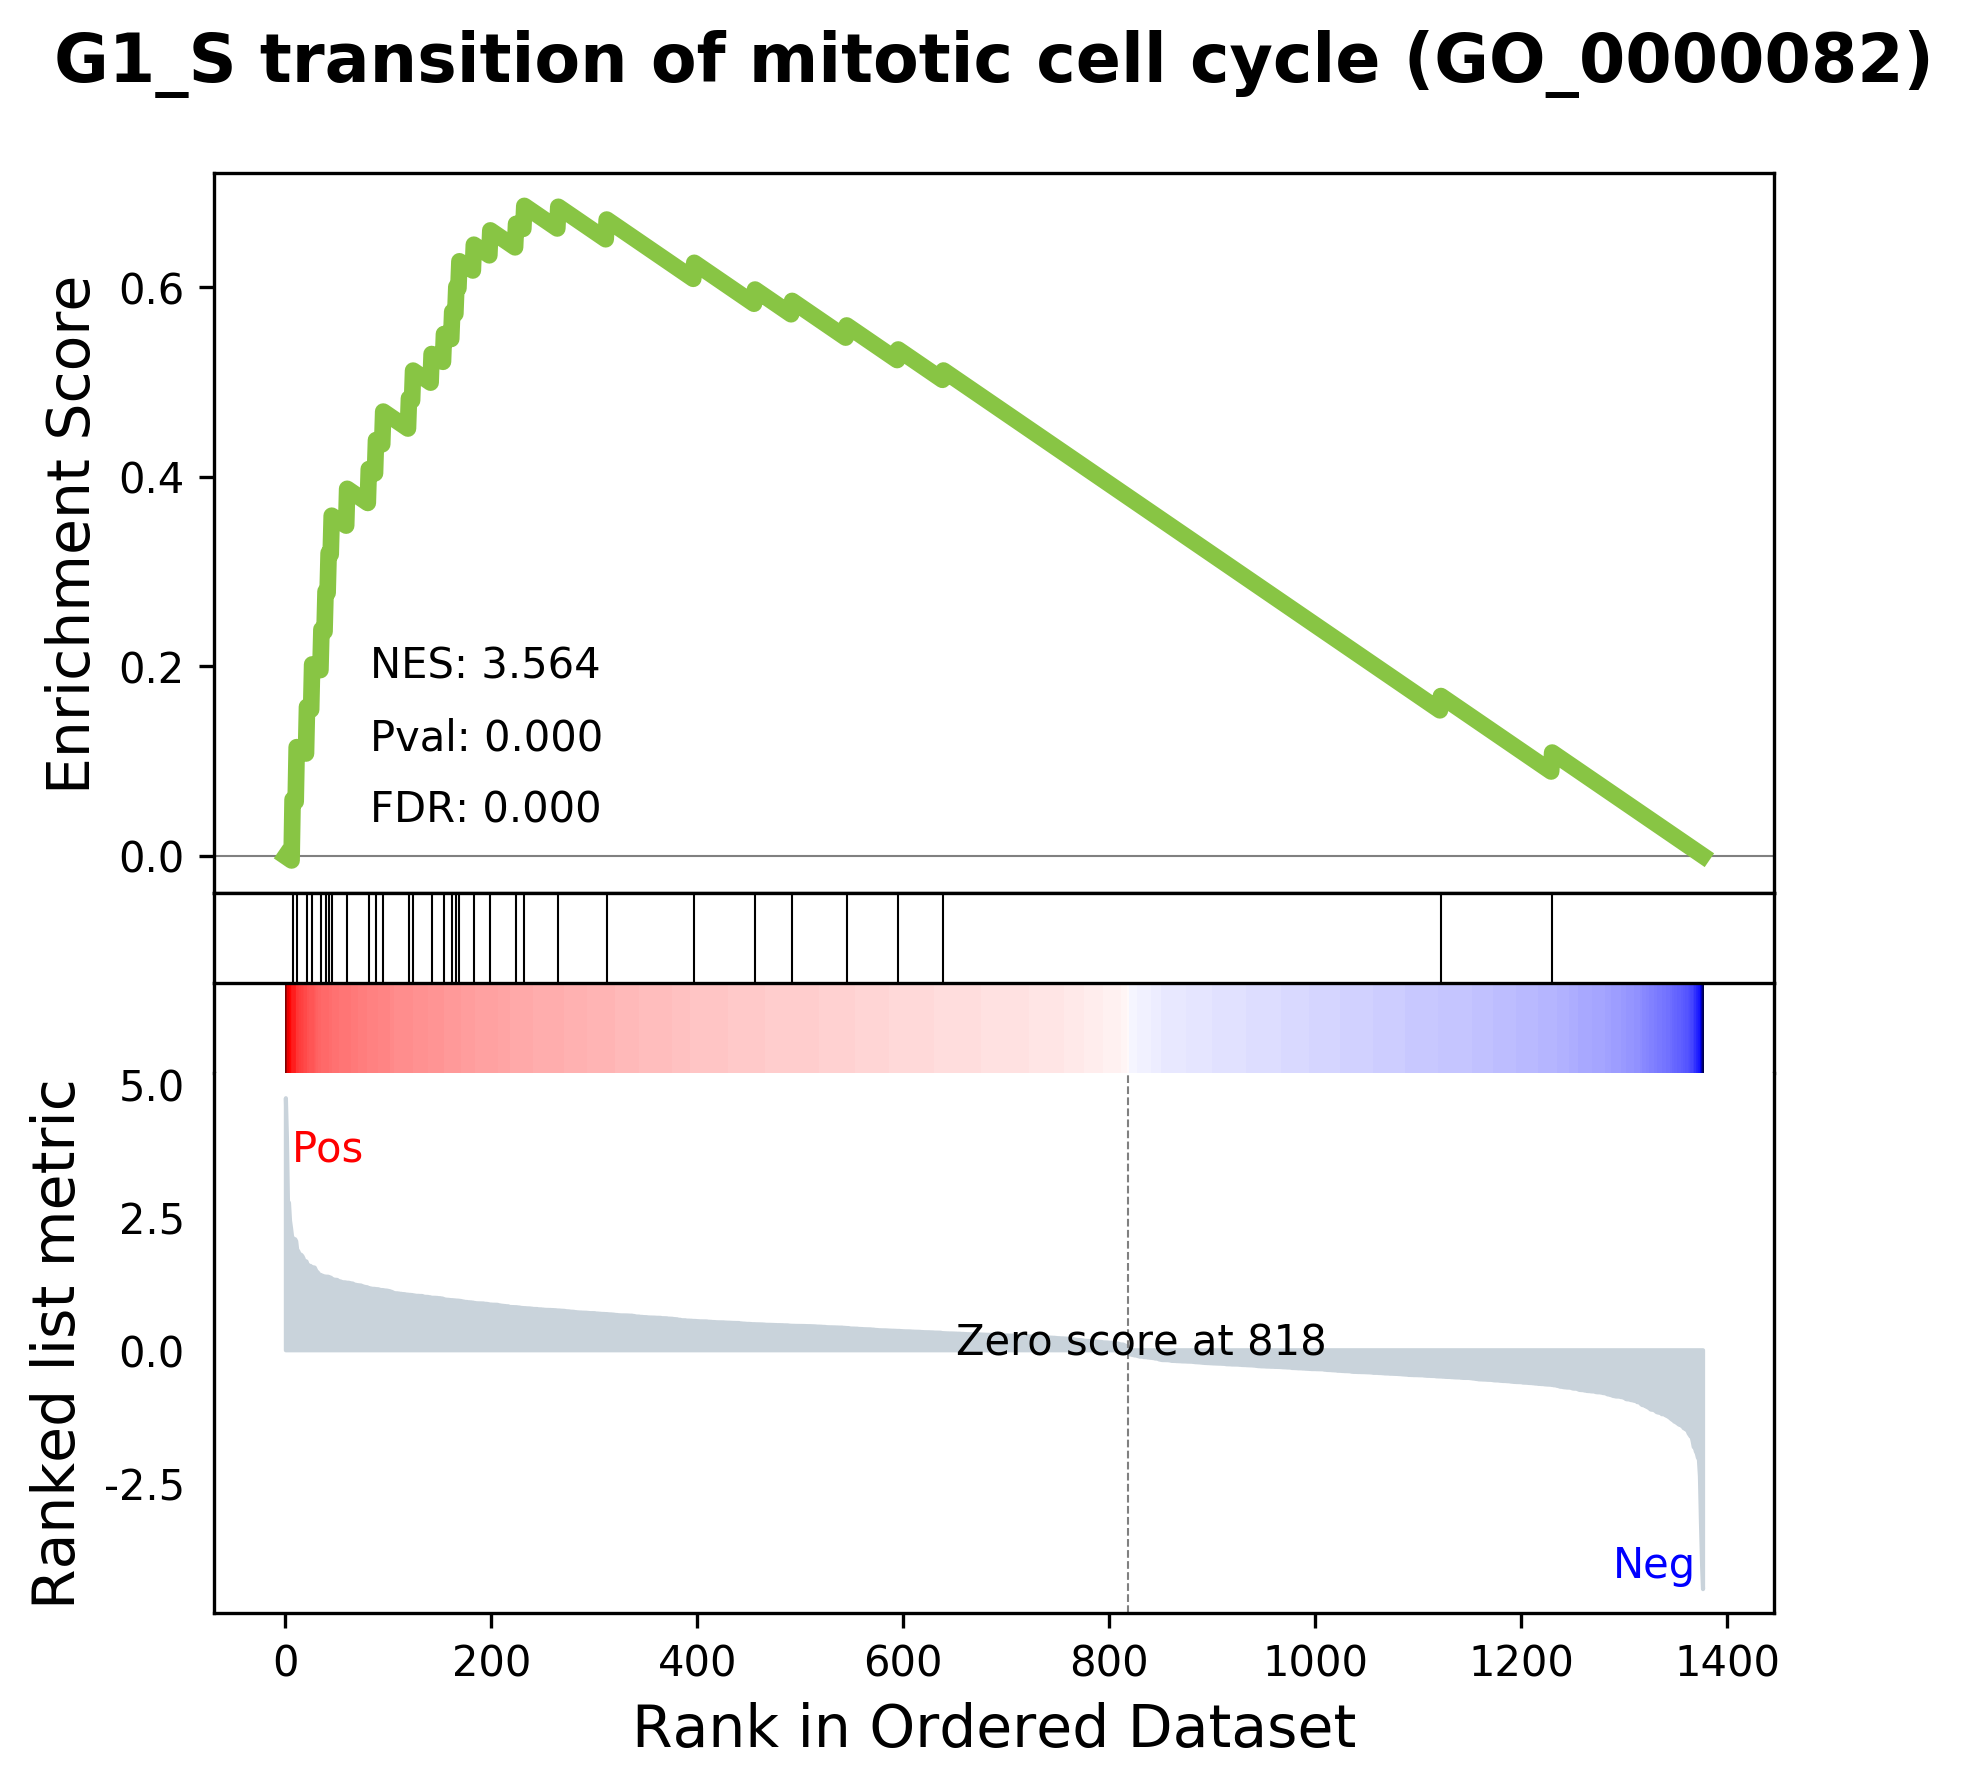 G1_S transition of mitotic cell cycle (GO_0000082)
Enrichment Score
0.6
0.4
0.2
0.0
NES: 3.564
Pval: 0.000
FDR: 0.000
Ranked list metric
5.0
2.5
0.0
-2.5
Pos
Zero score at 818
Neg
0 200 400 600 800 1000 1200 1400
Rank in Ordered Dataset